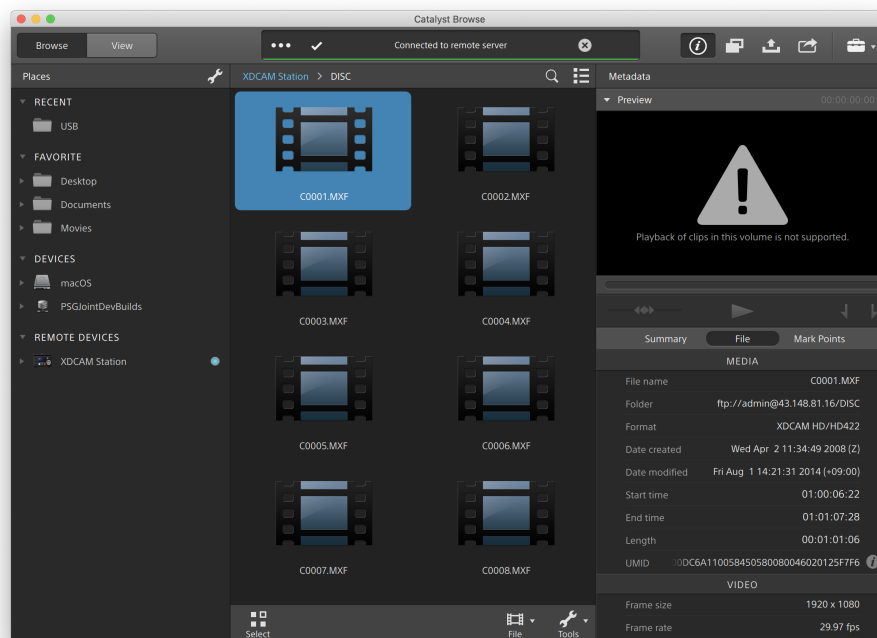 Catalyst Browse
Browse
View
Connected to remote server
Places
XDCAM Station > DISC
Metadata
RECENT
USB
FAVORITE
Desktop
Documents
Movies
DEVICES
macOS
PSGJointDevBuilds
REMOTE DEVICES
XDCAM Station
C0001.MXF
C0002.MXF
C0003.MXF
C0004.MXF
C0005.MXF
C0006.MXF
C0007.MXF
C0008.MXF
Select
File
Tools
Preview 00:00:00:00
Playback of clips in this volume is not supported.
Summary
File
Mark Points
MEDIA
File name C0001.MXF
Folder ftp://admin@43.148.81.16/DISC
Format XDCAM HD/HD422
Date created Wed Apr 2 11:34:49 2008 (Z)
Date modified Fri Aug 1 14:21:31 2014 (+09:00)
Start time 01:00:06:22
End time 01:01:07:28
Length 00:01:01:06
UMID 00DC6A1100584505800800460​20125F7F6
VIDEO
Frame size 1920 x 1080
Frame rate 29.97 fps